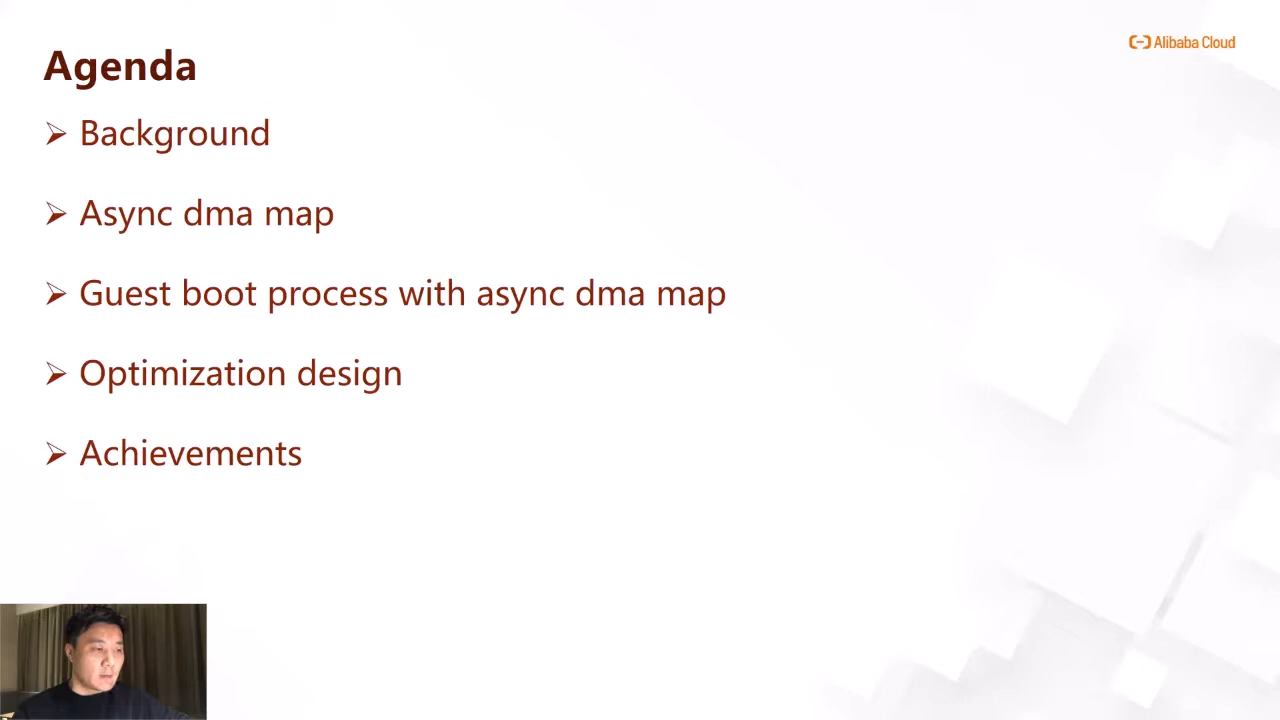 Agenda
Alibaba Cloud
Background
Async dma map
Guest boot process with async dma map
Optimization design
Achievements